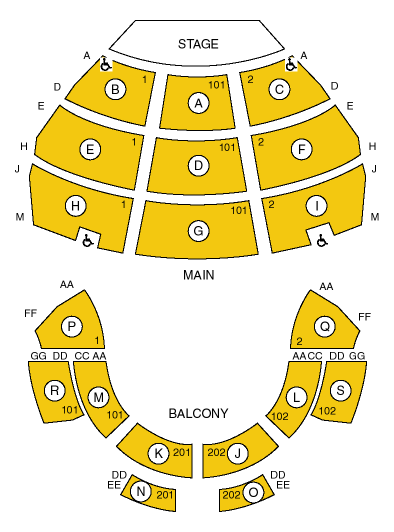 STAGE
A A
B 1 101 2 C
A
D D
E E
E 1 D 101 2 F
H H
J J
H 1 G 101 2 I
M M
MAIN
AA AA
FF FF
P 1 2 Q
GG DD CC AA AA CC DD GG
R M L S
101 101 102 102
BALCONY
K 201 202 J
DD DD
EE EE
N 201 202 O